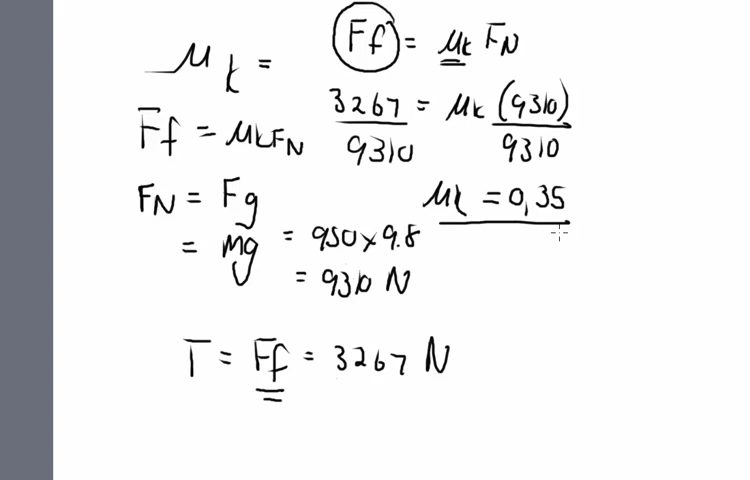 μk =
Ff = μk FN
Ff = μkFN
3267 / 9310 = μk (9310) / 9310
FN = Fg
= mg = 950 x 9.8
= 9310 N
μk = 0,35
T = Ff = 3267 N